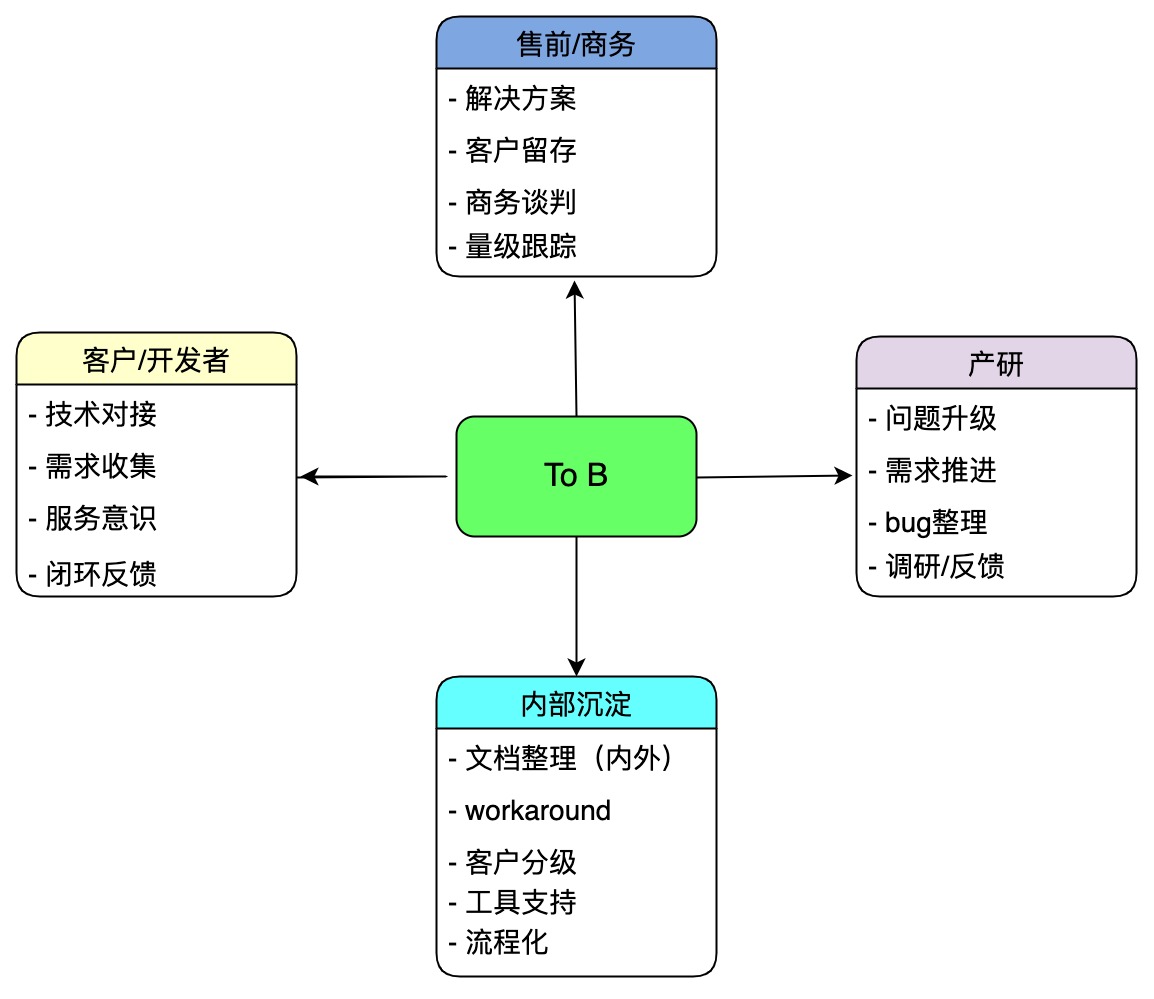 售前/商务
- 解决方案
- 客户留存
- 商务谈判
- 量级跟踪
客户/开发者
- 技术对接
- 需求收集
- 服务意识
- 闭环反馈
To B
产研
- 问题升级
- 需求推进
- bug整理
- 调研/反馈
内部沉淀
- 文档整理（内外）
- workaround
- 客户分级
- 工具支持
- 流程化